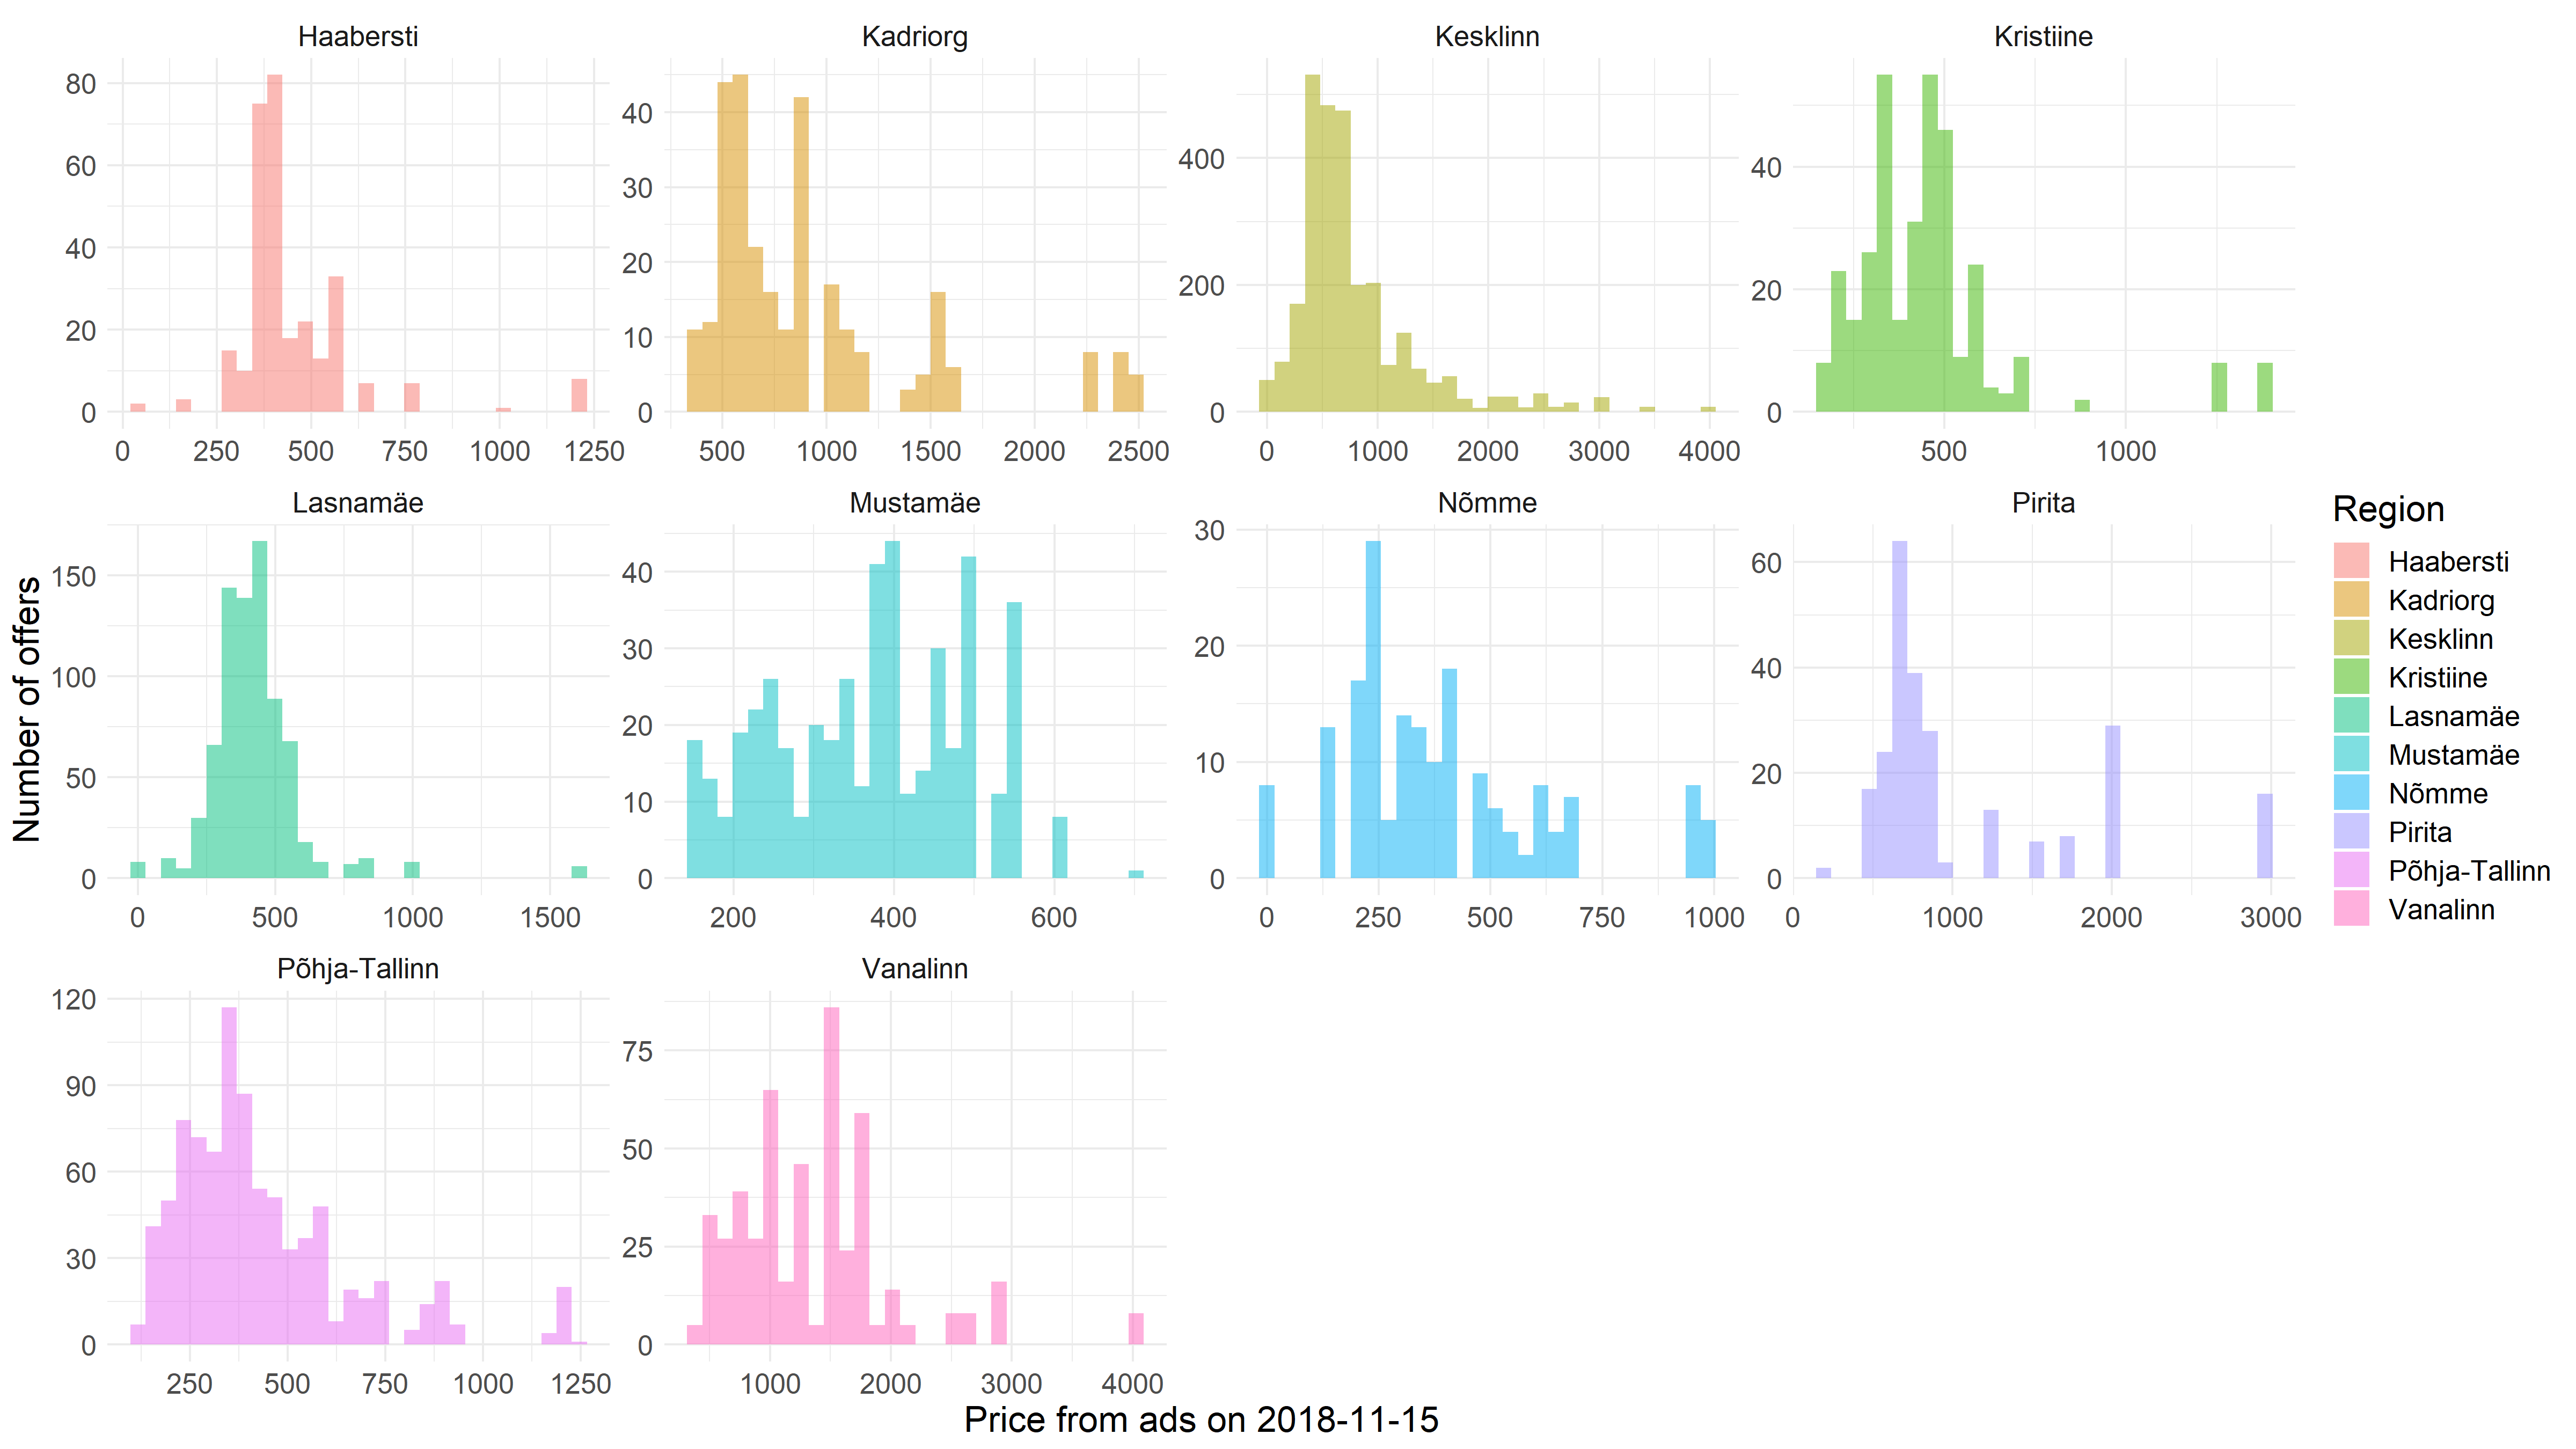 Haabersti
Kadriorg
Kesklinn
Kristiine
80
60
40
20
0
0 250 500 750 1000 1250
40
30
20
10
0
500 1000 1500 2000 2500
400
200
0
0 1000 2000 3000 4000
40
20
0
500 1000
Lasnamäe
Mustamäe
Nõmme
Pirita
150
100
50
0
0 500 1000 1500
40
30
20
10
0
200 400 600
30
20
10
0
0 250 500 750 1000
60
40
20
0
0 1000 2000 3000
Põhja-Tallinn
Vanalinn
120
90
60
30
0
250 500 750 1000 1250
75
50
25
0
1000 2000 3000 4000
Number of offers
Price from ads on 2018-11-15
Region
Haabersti
Kadriorg
Kesklinn
Kristiine
Lasnamäe
Mustamäe
Nõmme
Pirita
Põhja-Tallinn
Vanalinn